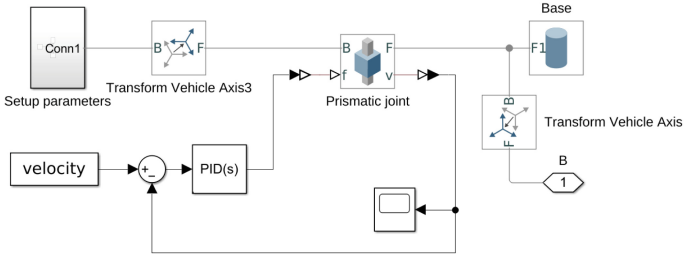 Base
Conn1
B
F
B
F
F1
Transform Vehicle Axis3
f
v
Setup parameters
Prismatic joint
B
Transform Vehicle Axis
F
velocity
+
−
PID(s)
B
1